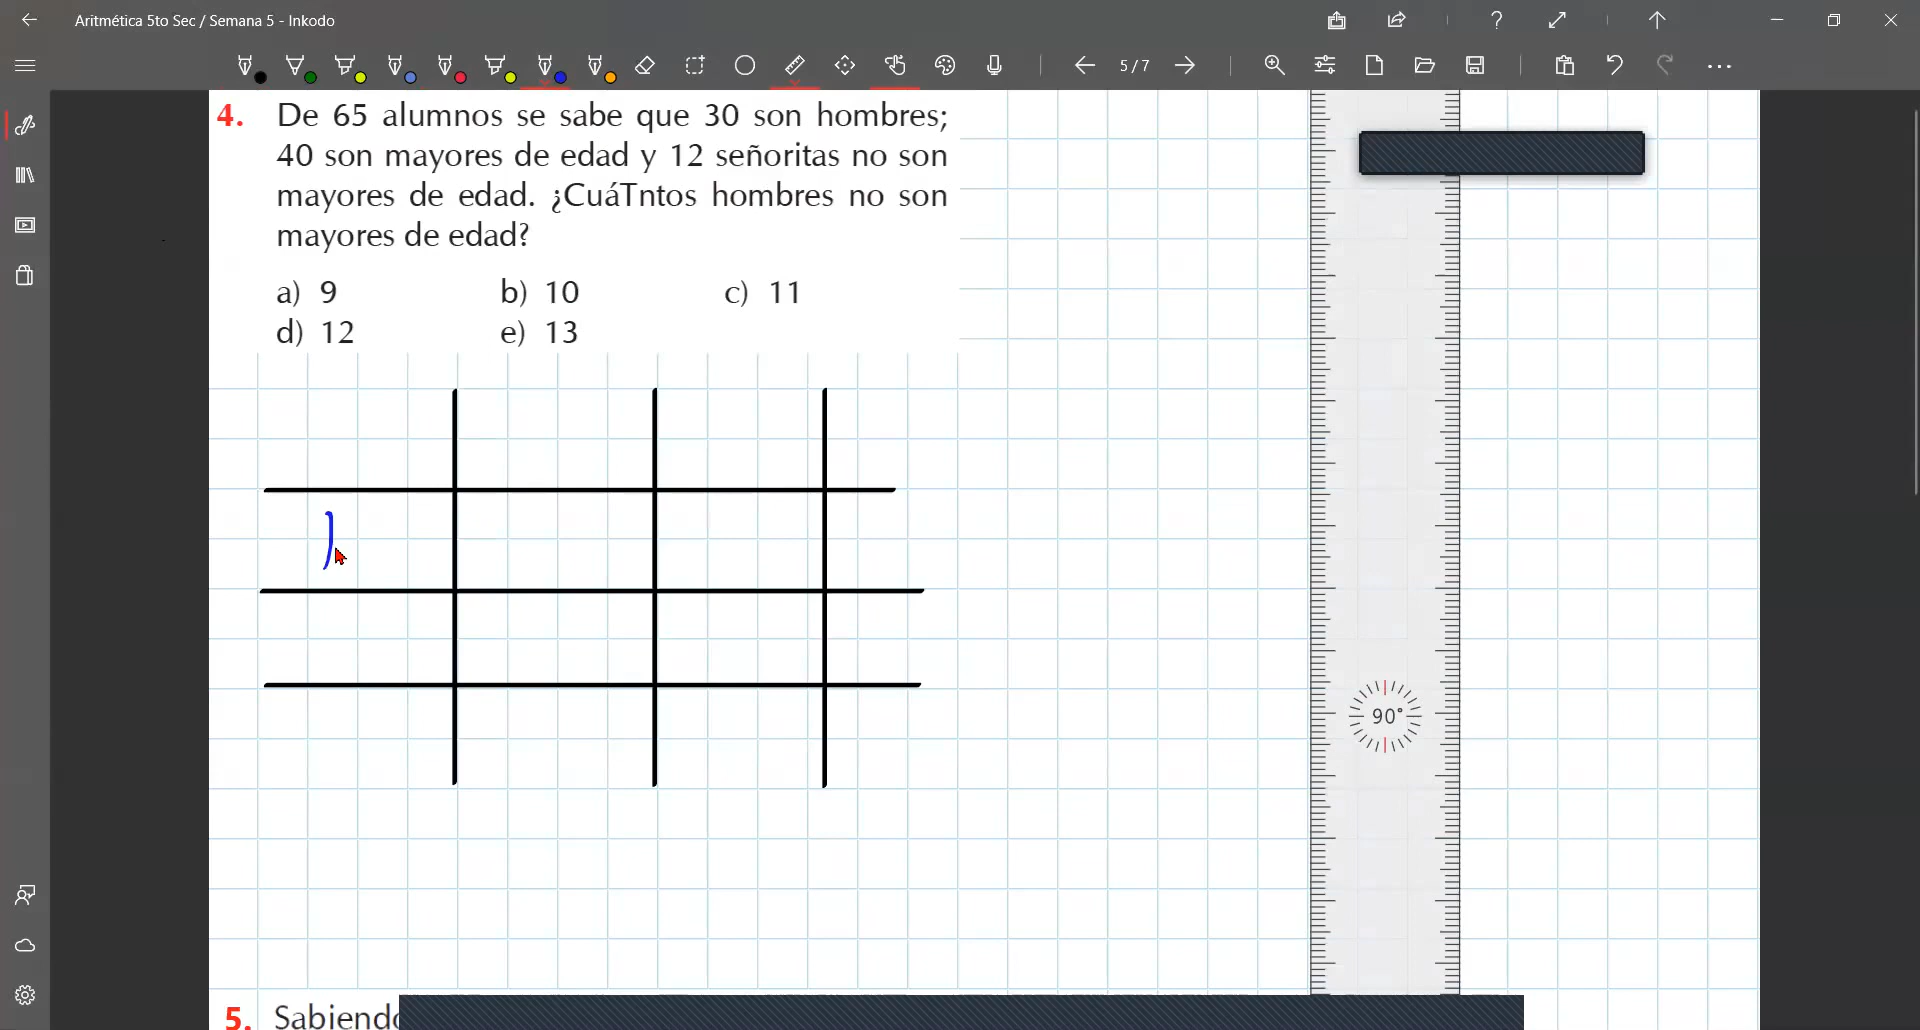 Aritmética 5to Sec / Semana 5 - Inkodo
5 / 7
4. De 65 alumnos se sabe que 30 son hombres;
40 son mayores de edad y 12 señoritas no son
mayores de edad. ¿CuáTntos hombres no son
mayores de edad?
a) 9 b) 10 c) 11
d) 12 e) 13
90°
5. Sabiendo